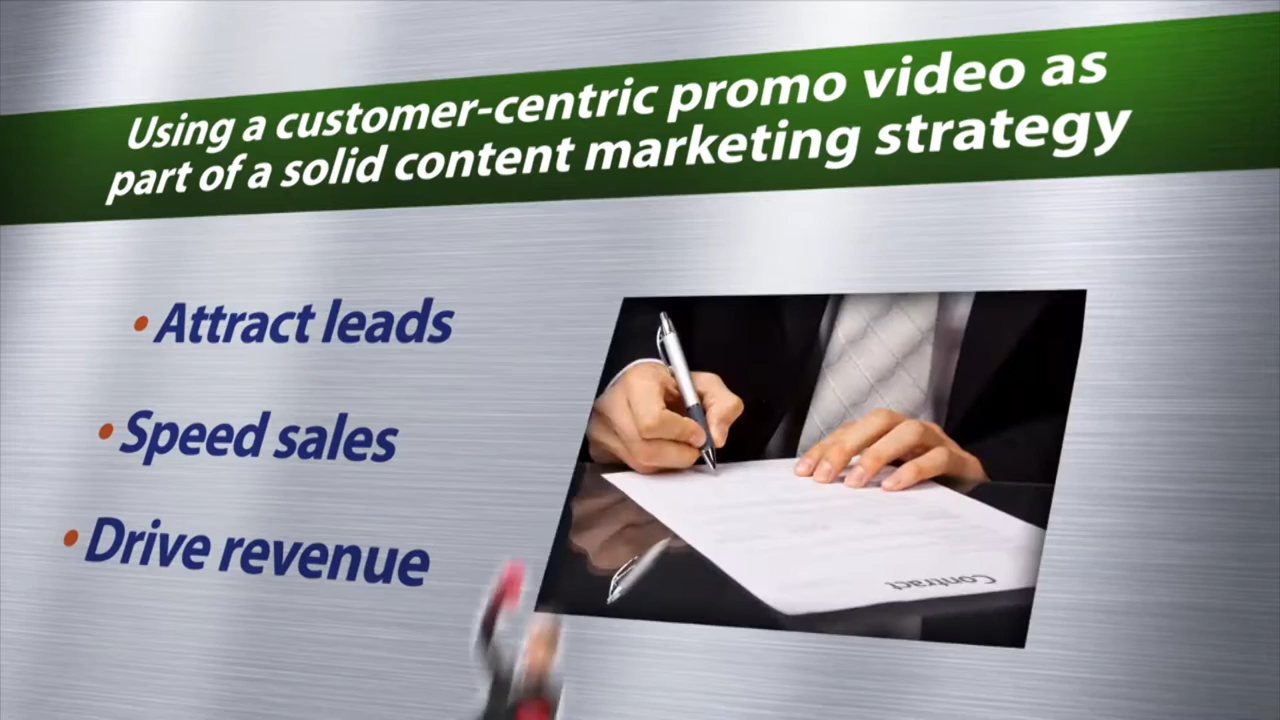 Using a customer-centric promo video as
part of a solid content marketing strategy
• Attract leads
• Speed sales
• Drive revenue
Contract